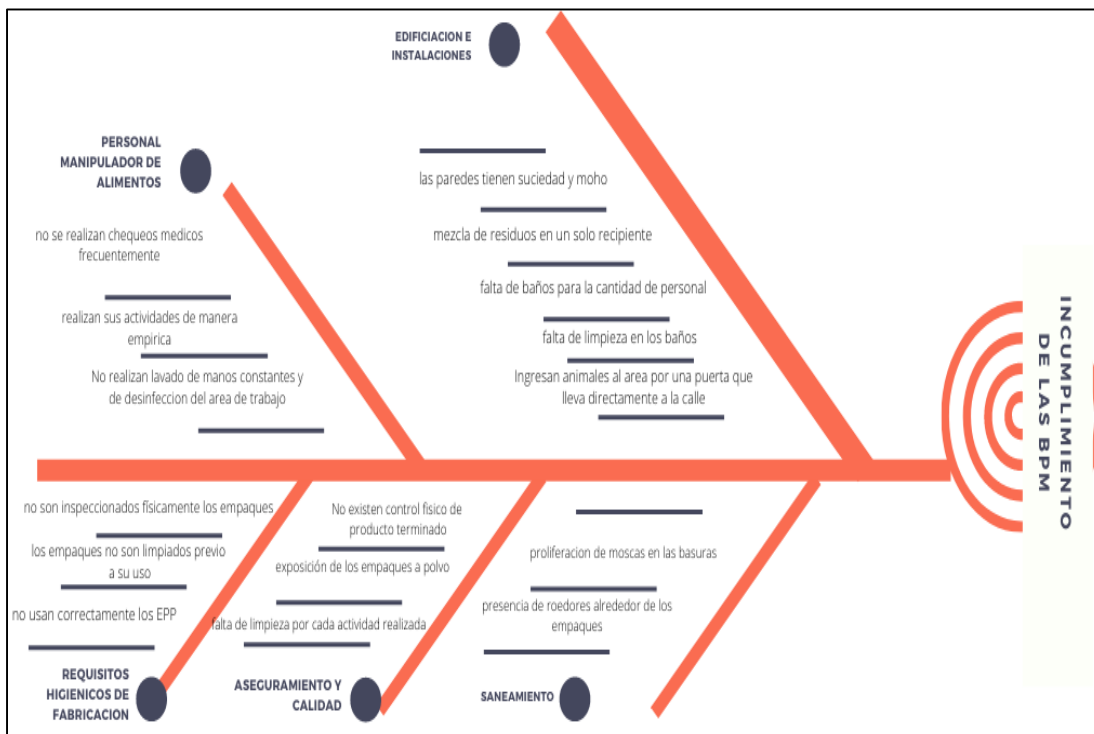 EDIFICIACION E
INSTALACIONES
las paredes tienen suciedad y moho
mezcla de residuos en un solo recipiente
falta de baños para la cantidad de personal
falta de limpieza en los baños
Ingresan animales al area por una puerta que
lleva directamente a la calle
PERSONAL
MANIPULADOR DE
ALIMENTOS
no se realizan chequeos medicos
frecuentemente
realizan sus actividades de manera
empirica
No realizan lavado de manos constantes y
de desinfeccion del area de trabajo
INCUMPLIMIENTO
DE LAS BPM
no son inspeccionados físicamente los empaques
los empaques no son limpiados previo
a su uso
no usan correctamente los EPP
REQUISITOS
HIGIENICOS DE
FABRICACION
No existen control fisico de
producto terminado
exposición de los empaques a polvo
falta de limpieza por cada actividad realizada
ASEGURAMIENTO Y
CALIDAD
proliferacion de moscas en las basuras
presencia de roedores alrededor de los
empaques
SANEAMIENTO